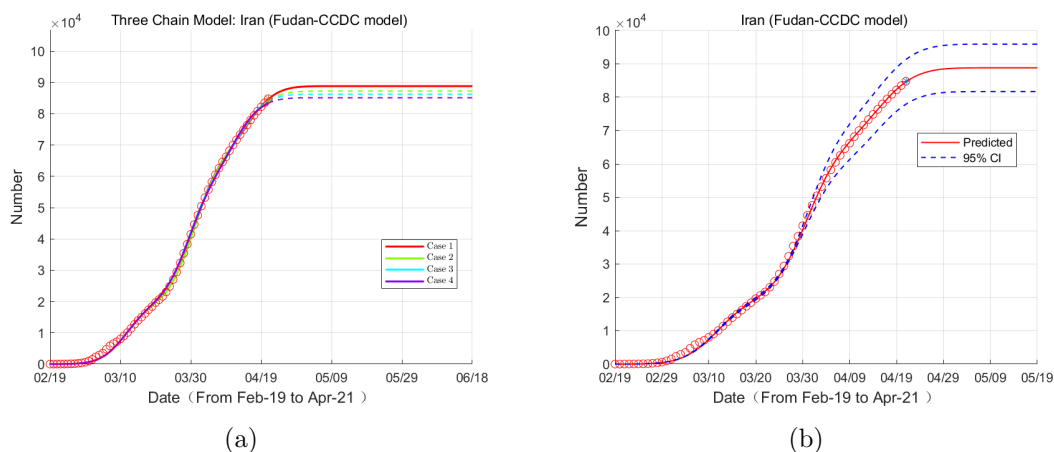 Three Chain Model: Iran (Fudan-CCDC model)
×10^4
10
9
8
7
6
5
4
3
2
1
0
Number
02/19 03/10 03/30 04/19 05/09 05/29 06/18
Date（From Feb-19 to Apr-21 ）
Case 1
Case 2
Case 3
Case 4
(a)
Iran (Fudan-CCDC model)
×10^4
10
9
8
7
6
5
4
3
2
1
0
Number
02/19 02/29 03/10 03/20 03/30 04/09 04/19 04/29 05/09 05/19
Date（From Feb-19 to Apr-21 ）
Predicted
95% CI
(b)